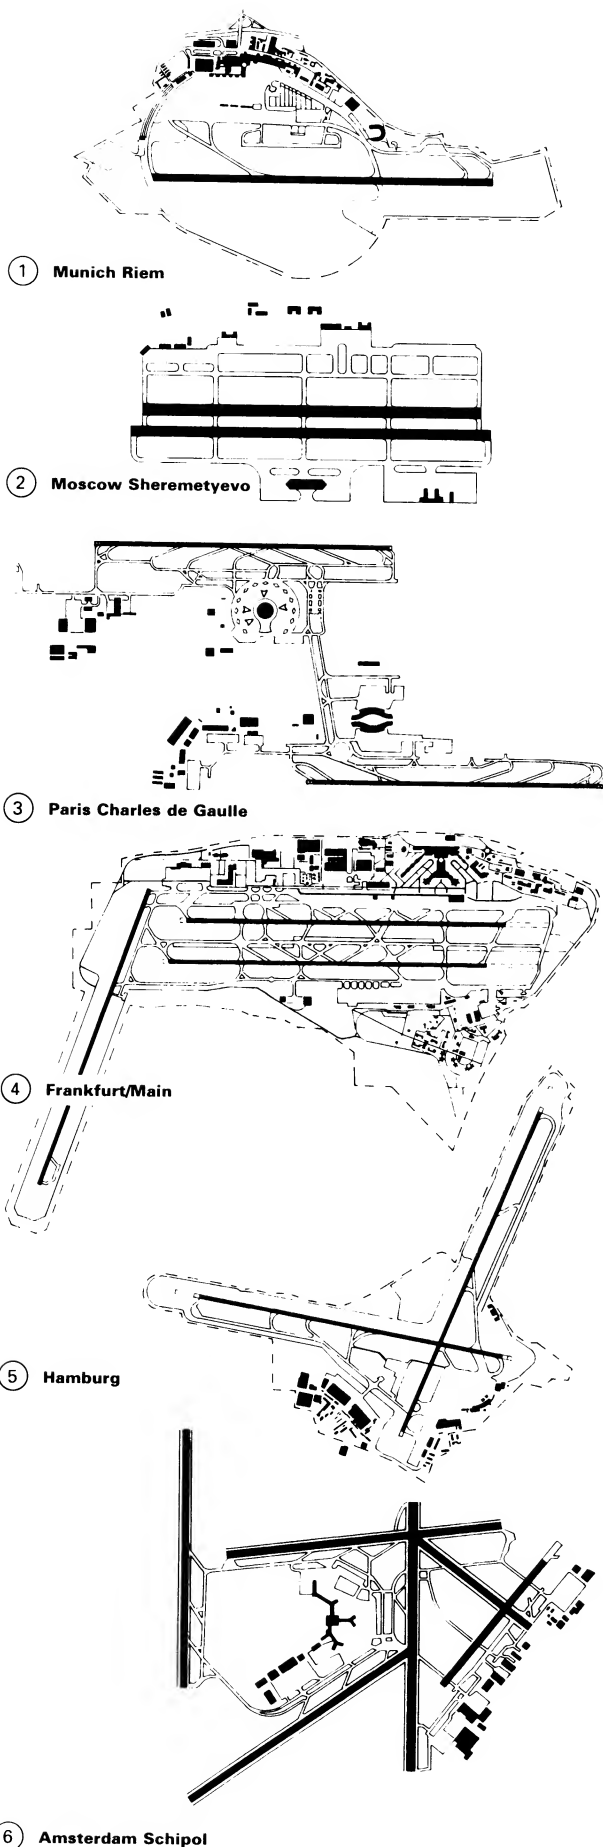 1 Munich Riem
2 Moscow Sheremetyevo
3 Paris Charles de Gaulle
4 Frankfurt/Main
5 Hamburg
6 Amsterdam Schipol